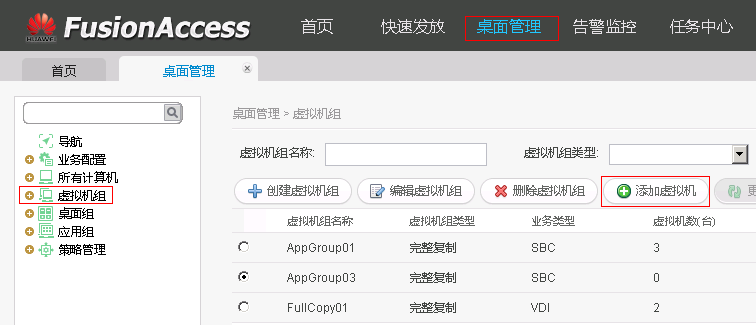 HUAWEI FusionAccess 首页 快速发放 桌面管理 告警监控 任务中心
首页 桌面管理
桌面管理 > 虚拟机组
导航
业务配置
所有计算机
虚拟机组
桌面组
应用组
策略管理
虚拟机组名称: 虚拟机组类型:
创建虚拟机组 编辑虚拟机组 删除虚拟机组 添加虚拟机
虚拟机组名称 虚拟机组类型 业务类型 虚拟机数(台)
AppGroup01 完整复制 SBC 3
AppGroup03 完整复制 SBC 0
FullCopy01 完整复制 VDI 2